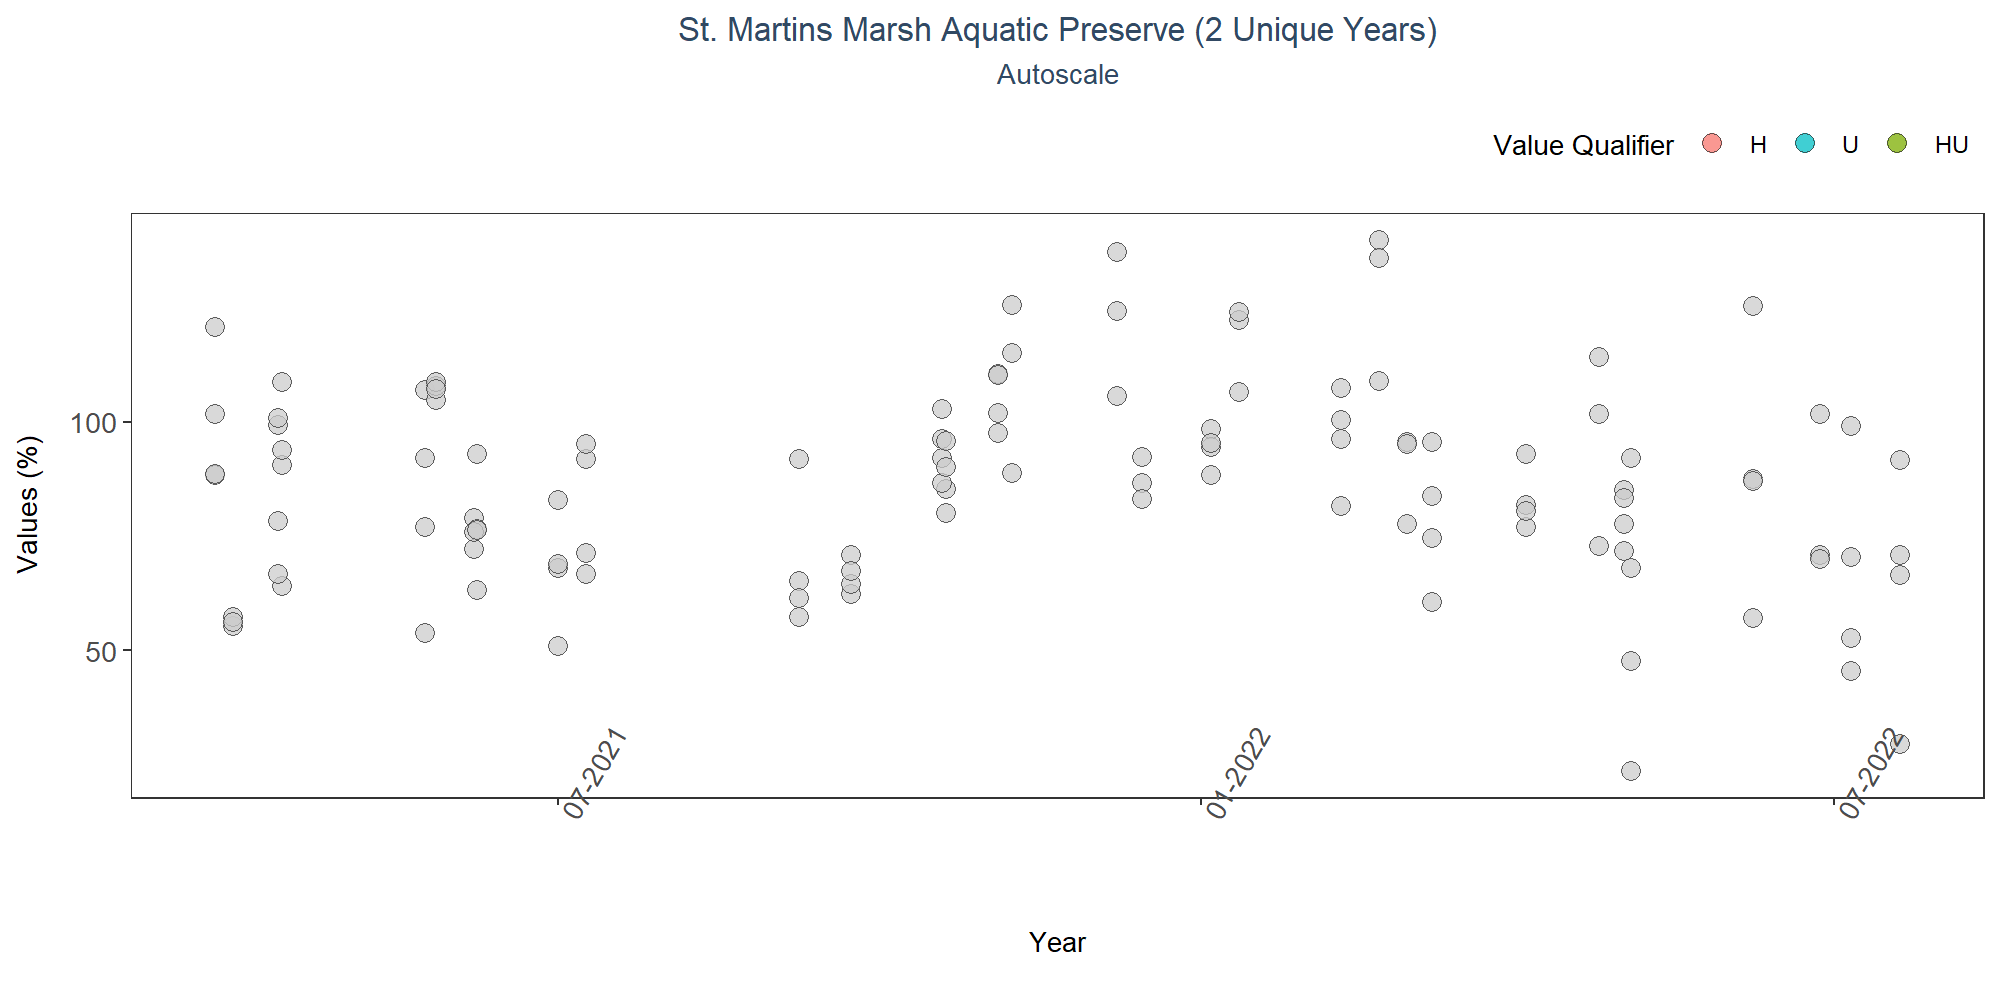 St. Martins Marsh Aquatic Preserve (2 Unique Years)
Autoscale
Value Qualifier H U HU
Values (%)
100
50
07-2021
01-2022
07-2022
Year